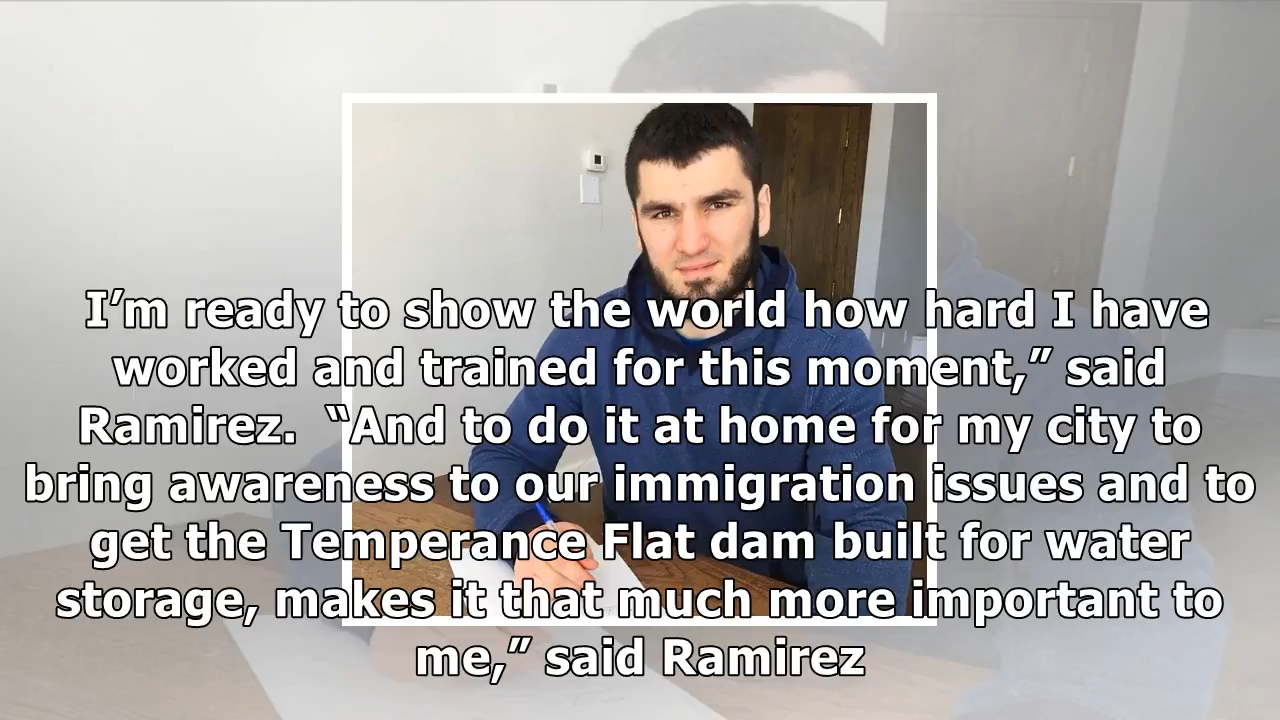 I’m ready to show the world how hard I have
worked and trained for this moment,” said
Ramirez.  “And to do it at home for my city to
bring awareness to our immigration issues and to
get the Temperance Flat dam built for water
storage, makes it that much more important to
me,” said Ramirez